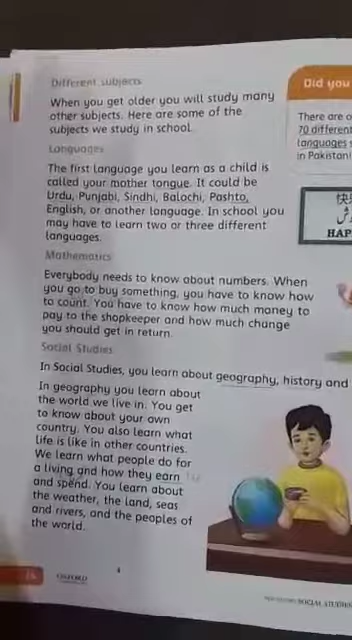 Different subjects
When you get older you will study many
other subjects. Here are some of the
subjects we study in school.
Languages
The first language you learn as a child is
called your mother tongue. It could be
Urdu, Punjabi, Sindhi, Balochi, Pashto,
English, or another language. In school you
may have to learn two or three different
languages.
Mathematics
Everybody needs to know about numbers. When
you go to buy something, you have to know how
to count. You have to know how much money to
pay to the shopkeeper and how much change
you should get in return.
Social Studies
In Social Studies, you learn about geography, history and
In geography you learn about
the world we live in. You get
to know about your own
country. You also learn what
life is like in other countries.
We learn what people do for
a living and how they earn
and spend. You learn about
the weather, the land, seas
and rivers, and the peoples of
the world.
Did you
There are
70 different
languages
in Pakistan!
HAP
OXFORD
SOCIAL STUDIES